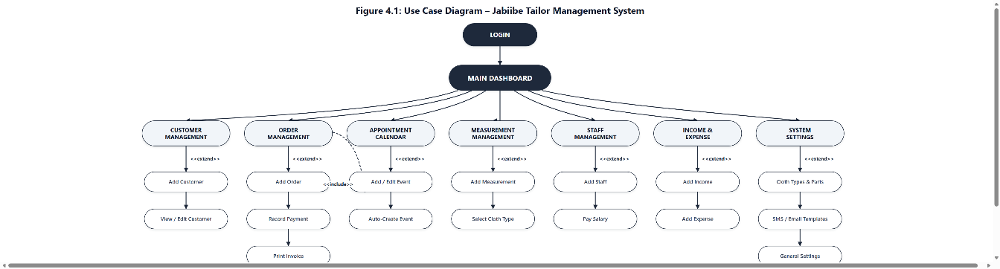 Figure 4.1: Use Case Diagram – Jabiibe Tailor Management System
LOGIN
MAIN DASHBOARD
CUSTOMER
MANAGEMENT
ORDER
MANAGEMENT
APPOINTMENT
CALENDAR
MEASUREMENT
MANAGEMENT
STAFF
MANAGEMENT
INCOME &
EXPENSE
SYSTEM
SETTINGS
<<extend>>
<<extend>>
<<extend>>
<<extend>>
<<extend>>
<<extend>>
<<extend>>
Add Customer
Add Order
<<include>>
Add / Edit Event
Add Measurement
Add Staff
Add Income
Cloth Types & Parts
View / Edit Customer
Record Payment
Auto-Create Event
Select Cloth Type
Pay Salary
Add Expense
SMS / Email Templates
Print Invoice
General Settings